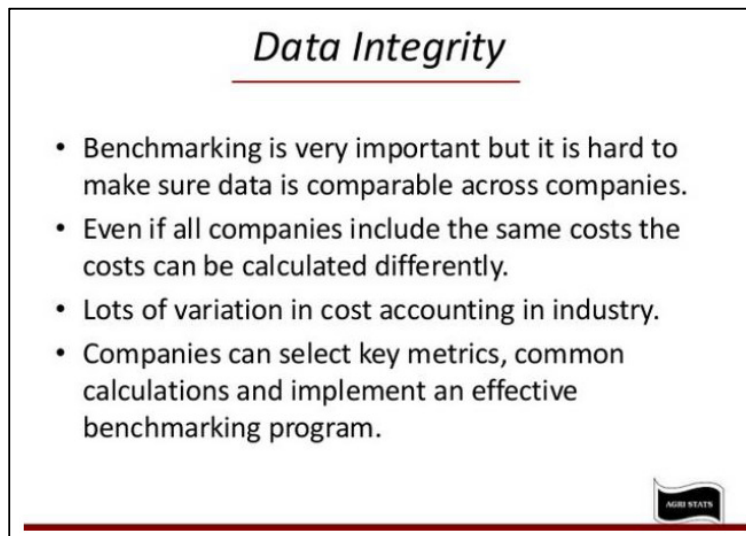 Data Integrity
• Benchmarking is very important but it is hard to
make sure data is comparable across companies.
• Even if all companies include the same costs the
costs can be calculated differently.
• Lots of variation in cost accounting in industry.
• Companies can select key metrics, common
calculations and implement an effective
benchmarking program.
AGRI STATS